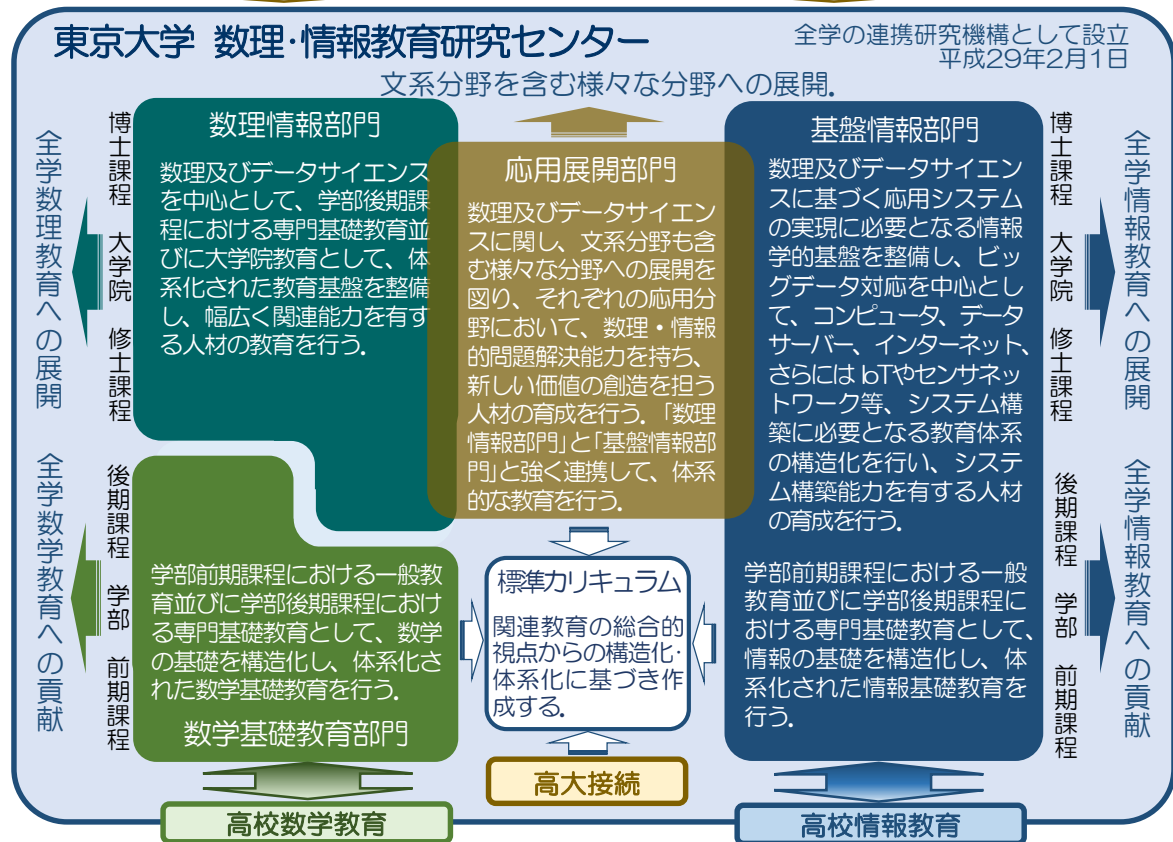 東京大学 数理・情報教育研究センター
全学の連携研究機構として設立
平成29年2月1日
文系分野を含む様々な分野への展開.
全学数理教育への展開
博士課程 大学院 修士課程
数理情報部門
数理及びデータサイエンス
を中心として、学部後期課
程における専門基礎教育並
びに大学院教育として、体
系化された教育基盤を整備
し、幅広く関連能力を有す
る人材の教育を行う.
応用展開部門
数理及びデータサイエン
スに関し、文系分野も含
む様々な分野への展開を
図り、それぞれの応用分
野において、数理・情報
的問題解決能力を持ち、
新しい価値の創造を担う
人材の育成を行う.「数理
情報部門」と「基盤情報部
門」と強く連携して、体系
的な教育を行う.
基盤情報部門
数理及びデータサイエン
スに基づく応用システム
の実現に必要となる情報
学的基盤を整備し、ビッ
グデータ対応を中心とし
て、コンピュータ、データ
サーバー、インターネット、
さらには IoTやセンサネッ
トワーク等、システム構
築に必要となる教育体系
の構造化を行い、システ
ム構築能力を有する人材
の育成を行う.
博士課程 大学院 修士課程
全学情報教育への展開
全学数学教育への貢献
後期課程 学部 前期課程
学部前期課程における一般教
育並びに学部後期課程におけ
る専門基礎教育として、数学
の基礎を構造化し、体系化さ
れた数学基礎教育を行う.
数学基礎教育部門
標準カリキュラム
関連教育の総合的
視点からの構造化・
体系化に基づき作
成する.
学部前期課程における一般
教育並びに学部後期課程に
おける専門基礎教育として、
情報の基礎を構造化し、体
系化された情報基礎教育を
行う.
後期課程 学部 前期課程
全学情報教育への貢献
高大接続
高校数学教育
高校情報教育